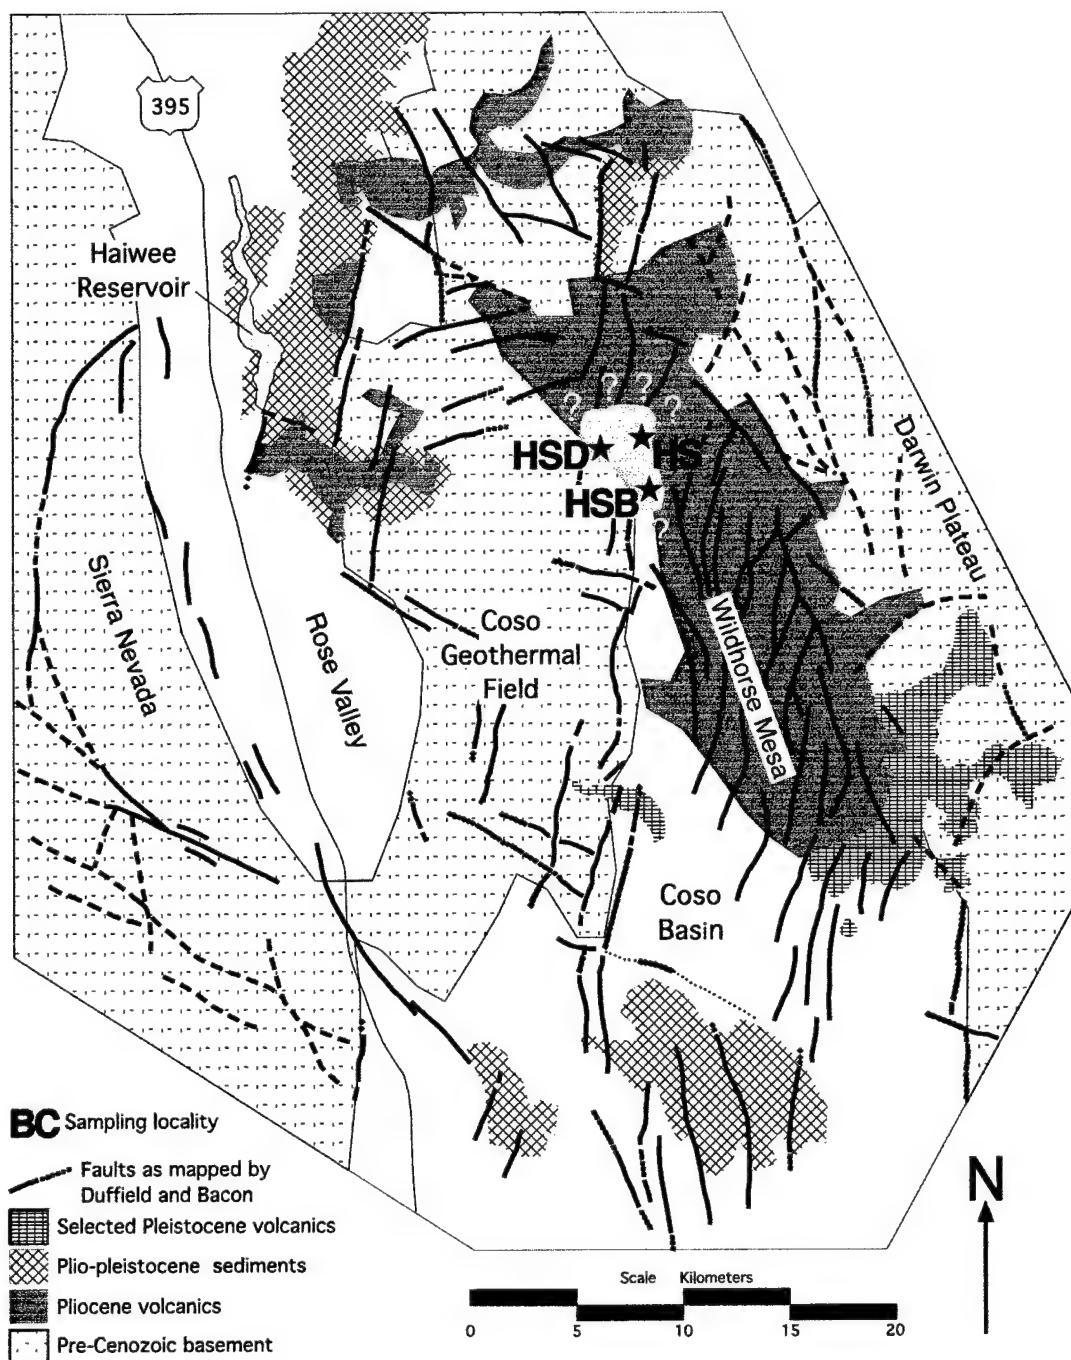 395
Haiwee
Reservoir
HSD
HS
HSB
?
?
?
?
?
Darwin Plateau
Sierra Nevada
Rose Valley
Coso
Geothermal
Field
Wildhorse Mesa
Coso
Basin
BC Sampling locality
Faults as mapped by
Duffield and Bacon
Selected Pleistocene volcanics
Plio-pleistocene sediments
Pliocene volcanics
Pre-Cenozoic basement
N
Scale Kilometers
0 5 10 15 20